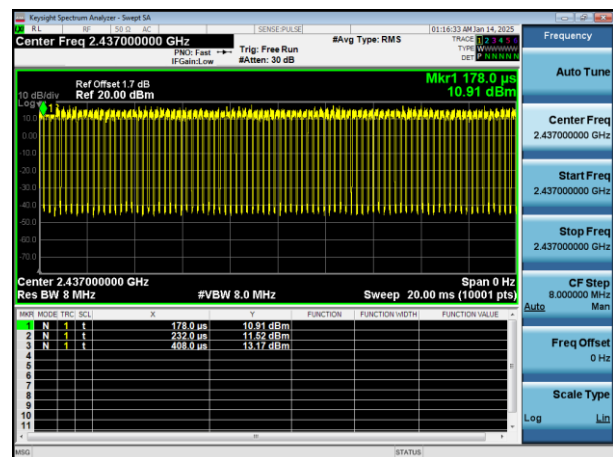 Keysight Spectrum Analyzer - Swept SA
RL RF 50 Ω AC SENSE:PULSE 01:16:33 AM Jan 14, 2025
Center Freq 2.437000000 GHz #Avg Type: RMS TRACE 1 2 3 4 5 6
PNO: Fast Trig: Free Run TYPE WWWWWW
IFGain:Low #Atten: 30 dB DET P NNNNN
Ref Offset 1.7 dB Mkr1 178.0 µs
10 dB/div Ref 20.00 dBm 10.91 dBm
Log
1
10.0
0.00
-10.0
-20.0
-30.0
-40.0
-50.0
-60.0
-70.0
Center 2.437000000 GHz Span 0 Hz
Res BW 8 MHz #VBW 8.0 MHz Sweep 20.00 ms (10001 pts)
MKR MODE TRC SCL X Y FUNCTION FUNCTION WIDTH FUNCTION VALUE
1 N 1 t 178.0 µs 10.91 dBm
2 N 1 t 232.0 µs 11.52 dBm
3 N 1 t 408.0 µs 13.17 dBm
4
5
6
7
8
9
10
11
MSG STATUS
Frequency
Auto Tune
Center Freq
2.437000000 GHz
Start Freq
2.437000000 GHz
Stop Freq
2.437000000 GHz
CF Step
8.000000 MHz
Auto Man
Freq Offset
0 Hz
Scale Type
Log Lin